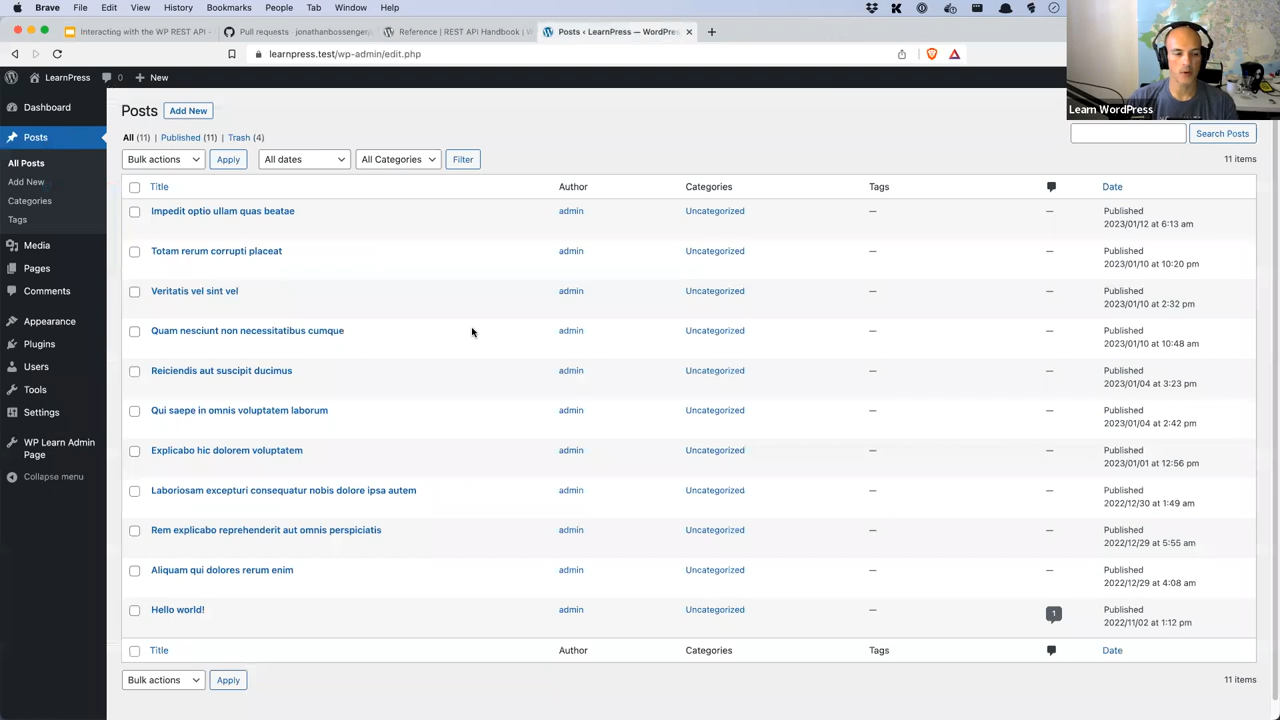 Brave File Edit View History Bookmarks People Tab Window Help
Interacting with the WP REST API - Pull requests · jonathanbossenger Reference | REST API Handbook | W Posts ‹ LearnPress — WordPress
learnpress.test/wp-admin/edit.php
LearnPress 0 New
Learn WordPress
Dashboard
Posts
All Posts
Add New
Categories
Tags
Media
Pages
Comments
Appearance
Plugins
Users
Tools
Settings
WP Learn Admin
Page
Collapse menu
Posts Add New
All (11) | Published (11) | Trash (4)
Search Posts
Bulk actions Apply All dates All Categories Filter
11 items
Title Author Categories Tags Date
Impedit optio ullam quas beatae admin Uncategorized — — Published
2023/01/12 at 6:13 am
Totam rerum corrupti placeat admin Uncategorized — — Published
2023/01/10 at 10:20 pm
Veritatis vel sint vel admin Uncategorized — — Published
2023/01/10 at 2:32 pm
Quam nesciunt non necessitatibus cumque admin Uncategorized — — Published
2023/01/10 at 10:48 am
Reiciendis aut suscipit ducimus admin Uncategorized — — Published
2023/01/04 at 3:23 pm
Qui saepe in omnis voluptatem laborum admin Uncategorized — — Published
2023/01/04 at 2:42 pm
Explicabo hic dolorem voluptatem admin Uncategorized — — Published
2023/01/01 at 12:56 pm
Laboriosam excepturi consequatur nobis dolore ipsa autem admin Uncategorized — — Published
2022/12/30 at 1:49 am
Rem explicabo reprehenderit aut omnis perspiciatis admin Uncategorized — — Published
2022/12/29 at 5:55 am
Aliquam qui dolores rerum enim admin Uncategorized — — Published
2022/12/29 at 4:08 am
Hello world! admin Uncategorized — 1 Published
2022/11/02 at 1:12 pm
Title Author Categories Tags Date
Bulk actions Apply
11 items